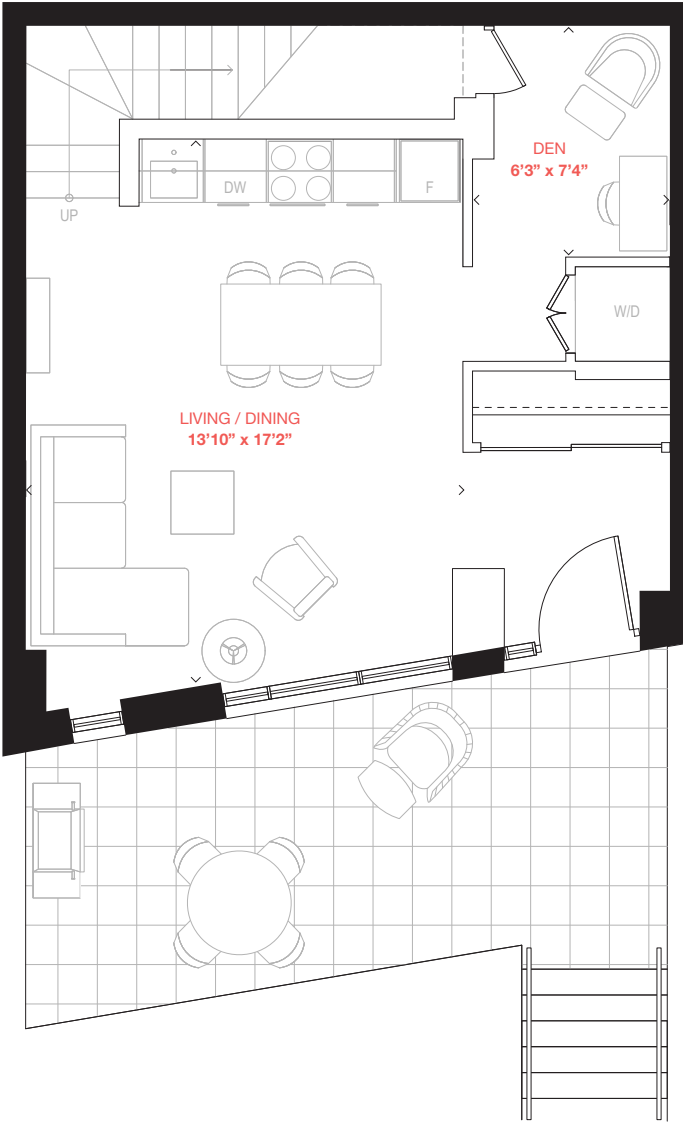 DEN
6’3” x 7’4”
DW
F
UP
W/D
LIVING / DINING
13’10” x 17’2”